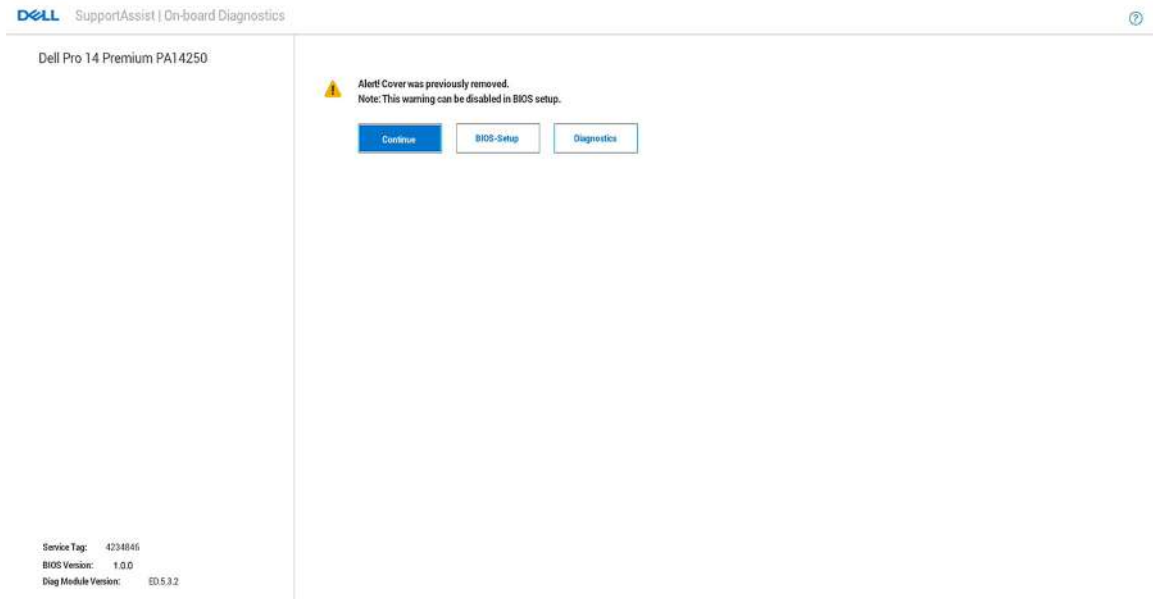 DELL SupportAssist | On-board Diagnostics
?
Dell Pro 14 Premium PA14250
Alert! Cover was previously removed.
Note: This warning can be disabled in BIOS setup.
Continue BIOS-Setup Diagnostics
Service Tag: 4234846
BIOS Version: 1.0.0
Diag Module Version: ED.5.3.2